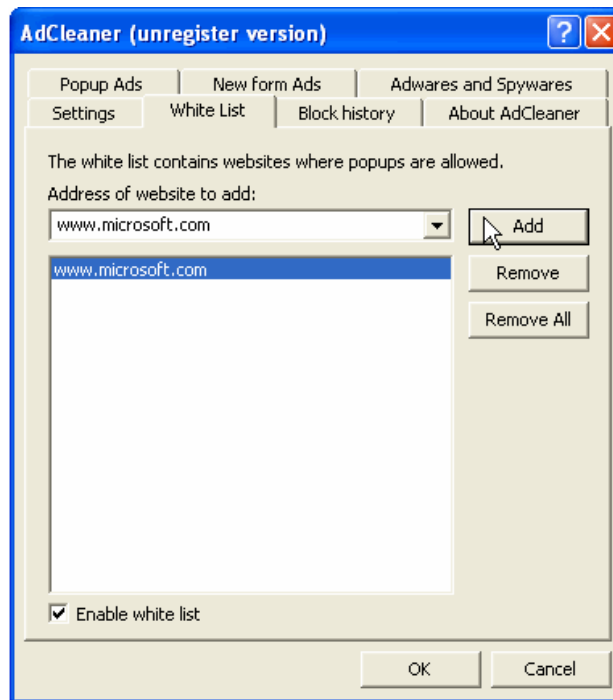 AdCleaner (unregister version)
Popup Ads New form Ads Adwares and Spywares
Settings White List Block history About AdCleaner
The white list contains websites where popups are allowed.
Address of website to add:
www.microsoft.com Add
www.microsoft.com
Remove
Remove All
Enable white list
OK Cancel